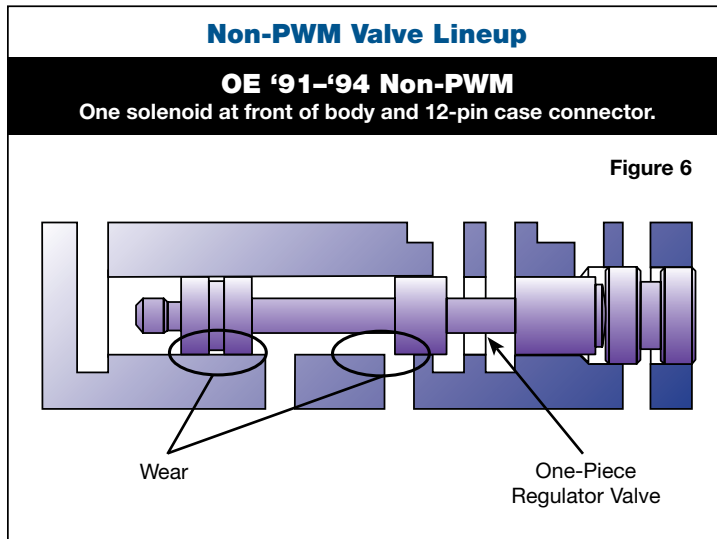 Non-PWM Valve Lineup
OE ‘91–‘94 Non-PWM
One solenoid at front of body and 12-pin case connector.
Figure 6
Wear
One-Piece
Regulator Valve